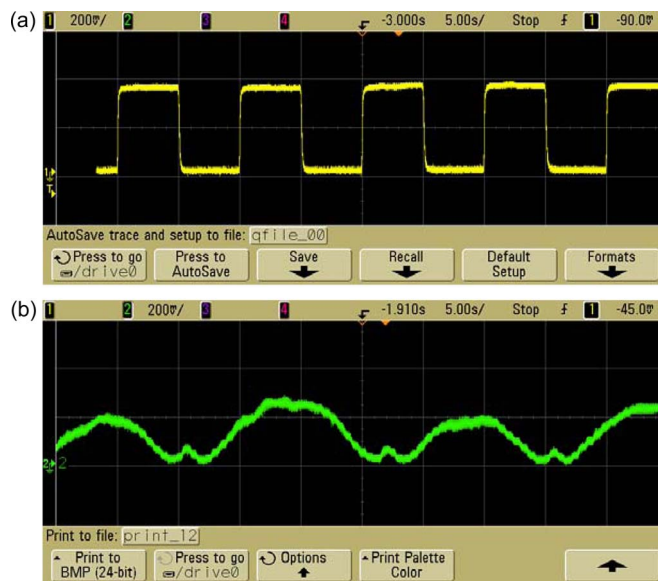 (a)
1 200mV/ 2 3 4 -3.000s 5.00s/ Stop 1 -90.0mV
1
T
AutoSave trace and setup to file: qfile_00
Press to go Press to Save Recall Default Formats
/drive0 AutoSave Setup
(b)
1 2 200mV/ 3 4 -1.910s 5.00s/ Stop 1 -45.0mV
2 2
Print to file: print_12
Print to Press to go Options Print Palette
BMP (24-bit) /drive0 Color